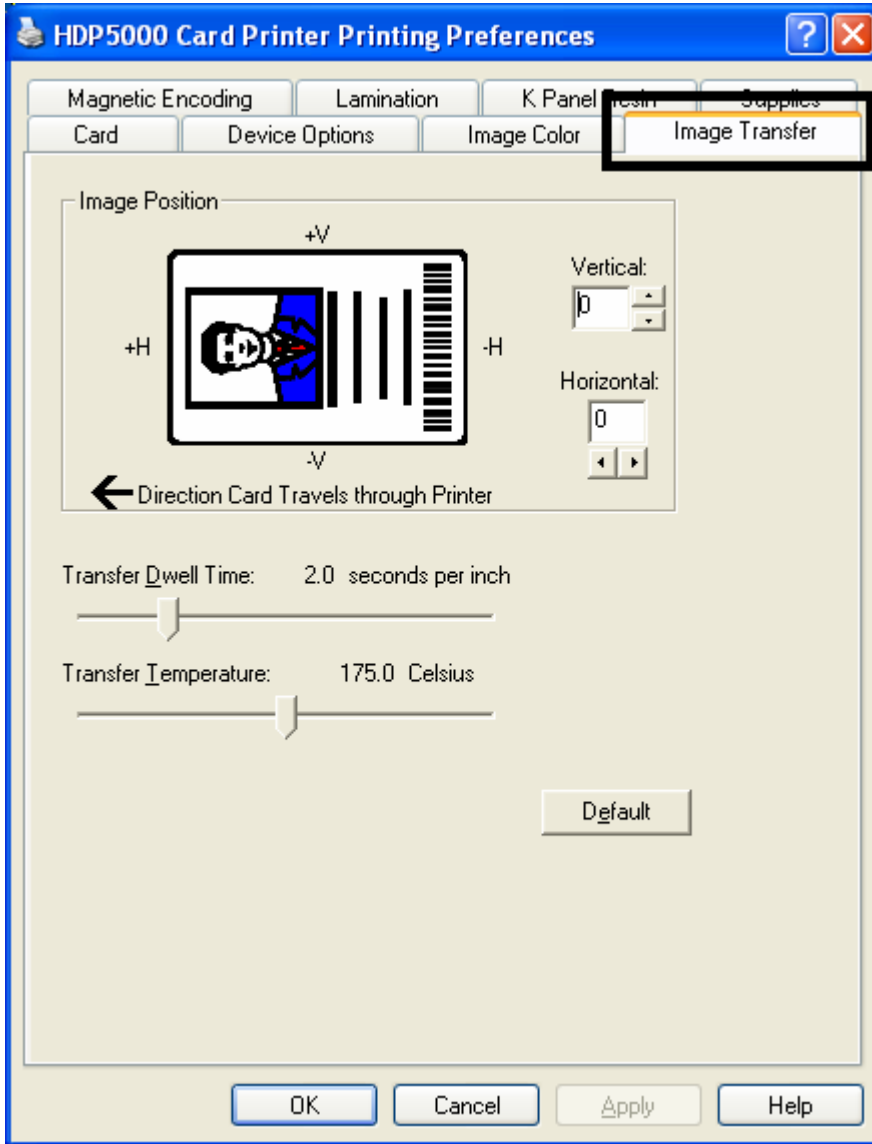 HDP5000 Card Printer Printing Preferences
Magnetic Encoding Lamination K Panel Resin Supplies
Card Device Options Image Color Image Transfer
Image Position
+V
Vertical:
0
+H
-H
Horizontal:
0
-V
Direction Card Travels through Printer
Transfer Dwell Time: 2.0 seconds per inch
Transfer Temperature: 175.0 Celsius
Default
OK Cancel Apply Help